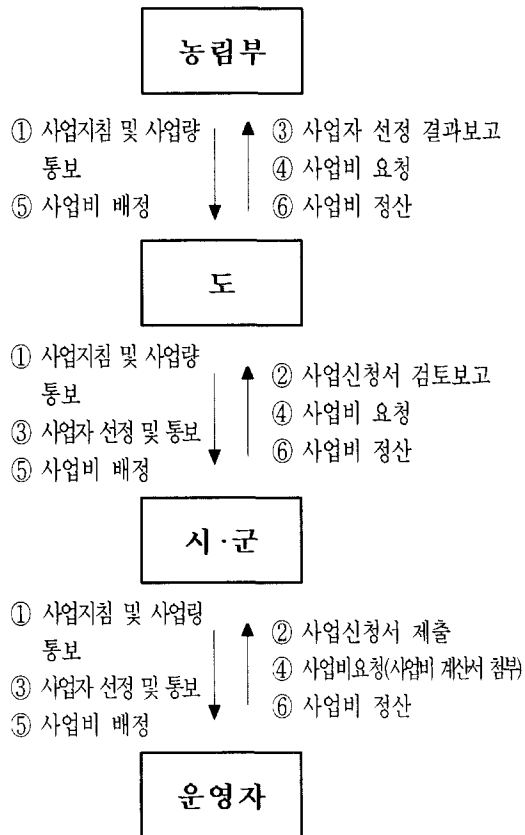 농림부
① 사업지침 및 사업량
통보
⑤ 사업비 배정
③ 사업자 선정 결과보고
④ 사업비 요청
⑥ 사업비 정산
도
① 사업지침 및 사업량
통보
③ 사업자 선정 및 통보
⑤ 사업비 배정
② 사업신청서 검토보고
④ 사업비 요청
⑥ 사업비 정산
시·군
① 사업지침 및 사업량
통보
③ 사업자 선정 및 통보
⑤ 사업비 배정
② 사업신청서 제출
④ 사업비요청(사업비 계산서 첨부)
⑥ 사업비 정산
운영자